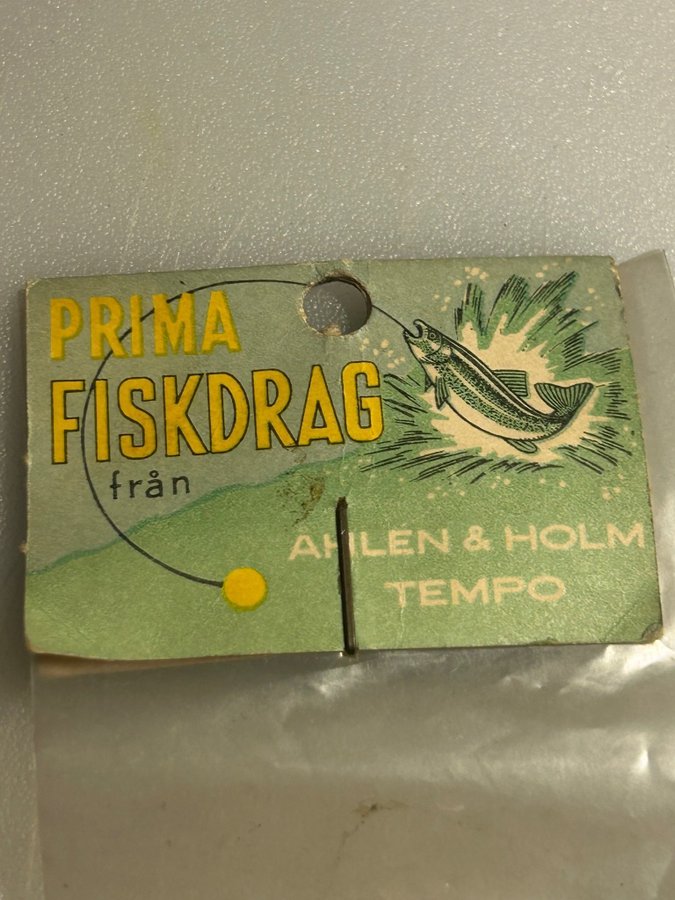 PRIMA
FISKDRAG
från
AHLEN & HOLM
TEMPO